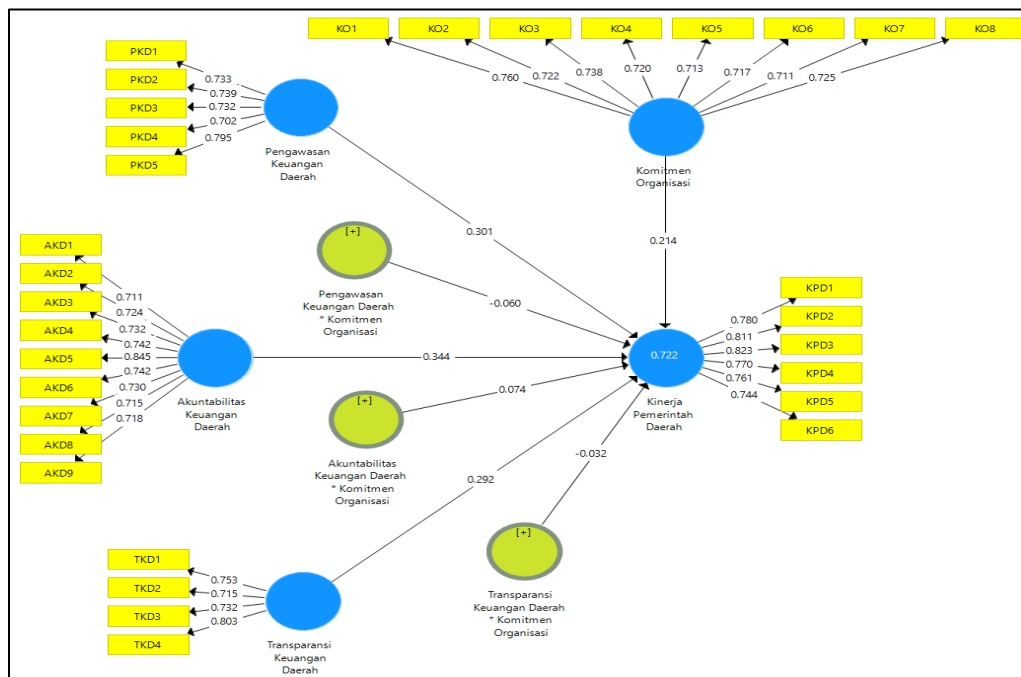 KO1
KO2
KO3
KO4
KO5
KO6
KO7
KO8
0.760
0.722
0.738
0.720
0.713
0.717
0.711
0.725
Komitmen
Organisasi
0.214
PKD1
PKD2
PKD3
PKD4
PKD5
0.733
0.739
0.732
0.702
0.795
Pengawasan
Keuangan
Daerah
0.301
[+]
Pengawasan
Keuangan Daerah
* Komitmen
Organisasi
-0.060
AKD1
AKD2
AKD3
AKD4
AKD5
AKD6
AKD7
AKD8
AKD9
0.711
0.724
0.732
0.742
0.845
0.742
0.730
0.715
0.718
Akuntabilitas
Keuangan
Daerah
0.344
[+]
Akuntabilitas
Keuangan Daerah
* Komitmen
Organisasi
0.074
0.722
Kinerja
Pemerintah
Daerah
0.780
0.811
0.823
0.770
0.761
0.744
KPD1
KPD2
KPD3
KPD4
KPD5
KPD6
TKD1
TKD2
TKD3
TKD4
0.753
0.715
0.732
0.803
Transparansi
Keuangan
Daerah
0.292
[+]
Transparansi
Keuangan Daerah
* Komitmen
Organisasi
-0.032